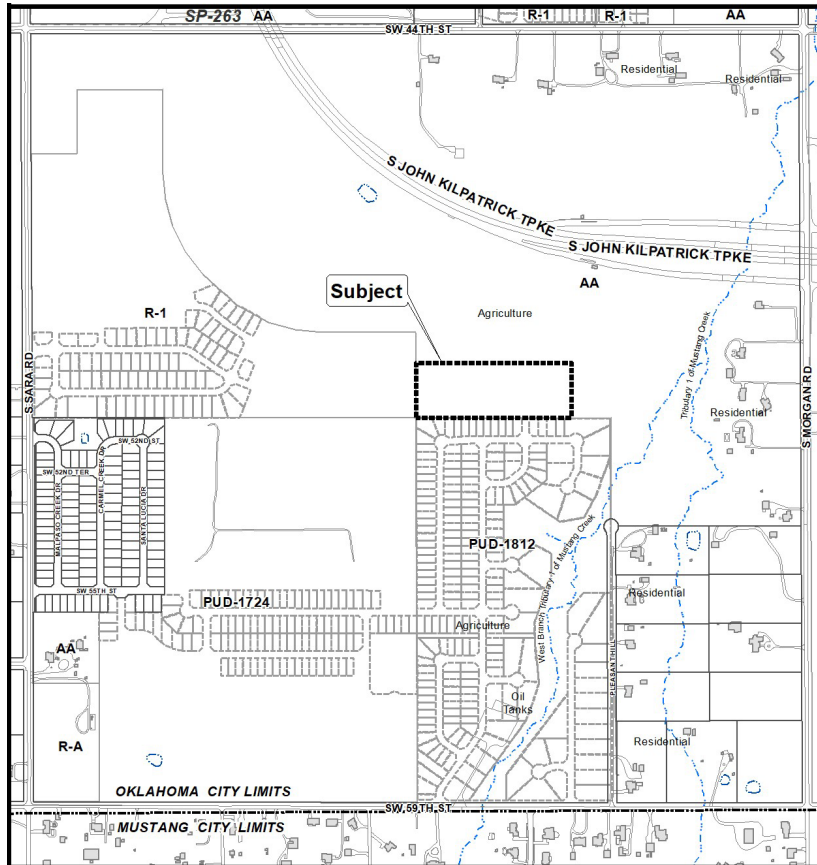 SP-263
AA
R-1
R-1
AA
SW 44TH ST
Residential
Residential
S JOHN KILPATRICK TPKE
S JOHN KILPATRICK TPKE
AA
Subject
Agriculture
R-1
S SARA RD
Tributary 1 of Mustang Creek
S MORGAN RD
Residential
SW 52ND ST
SW 52ND TER
MALPASO CREEK DR
CARMEL CREEK DR
SANTA LUCIA DR
SW 55TH ST
PUD-1812
West Branch Tributary 1 of Mustang Creek
PUD-1724
Residential
Agriculture
AA
PLEASANT HILL
Oil
Tanks
R-A
Residential
OKLAHOMA CITY LIMITS
SW 59TH ST
MUSTANG CITY LIMITS